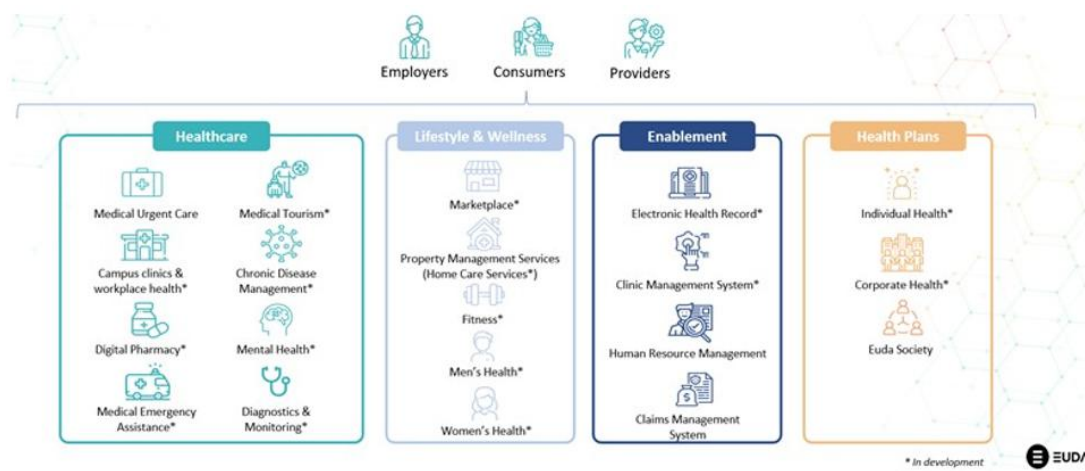 Employers
Consumers
Providers
Healthcare
Medical Urgent Care
Medical Tourism*
Campus clinics &
workplace health*
Chronic Disease
Management*
Digital Pharmacy*
Mental Health*
Medical Emergency
Assistance*
Diagnostics &
Monitoring*
Lifestyle & Wellness
Marketplace*
Property Management Services
(Home Care Services*)
Fitness*
Men's Health*
Women's Health*
Enablement
Electronic Health Record*
Clinic Management System*
Human Resource Management
Claims Management
System
Health Plans
Individual Health*
Corporate Health*
Euda Society
* In development
EUDA